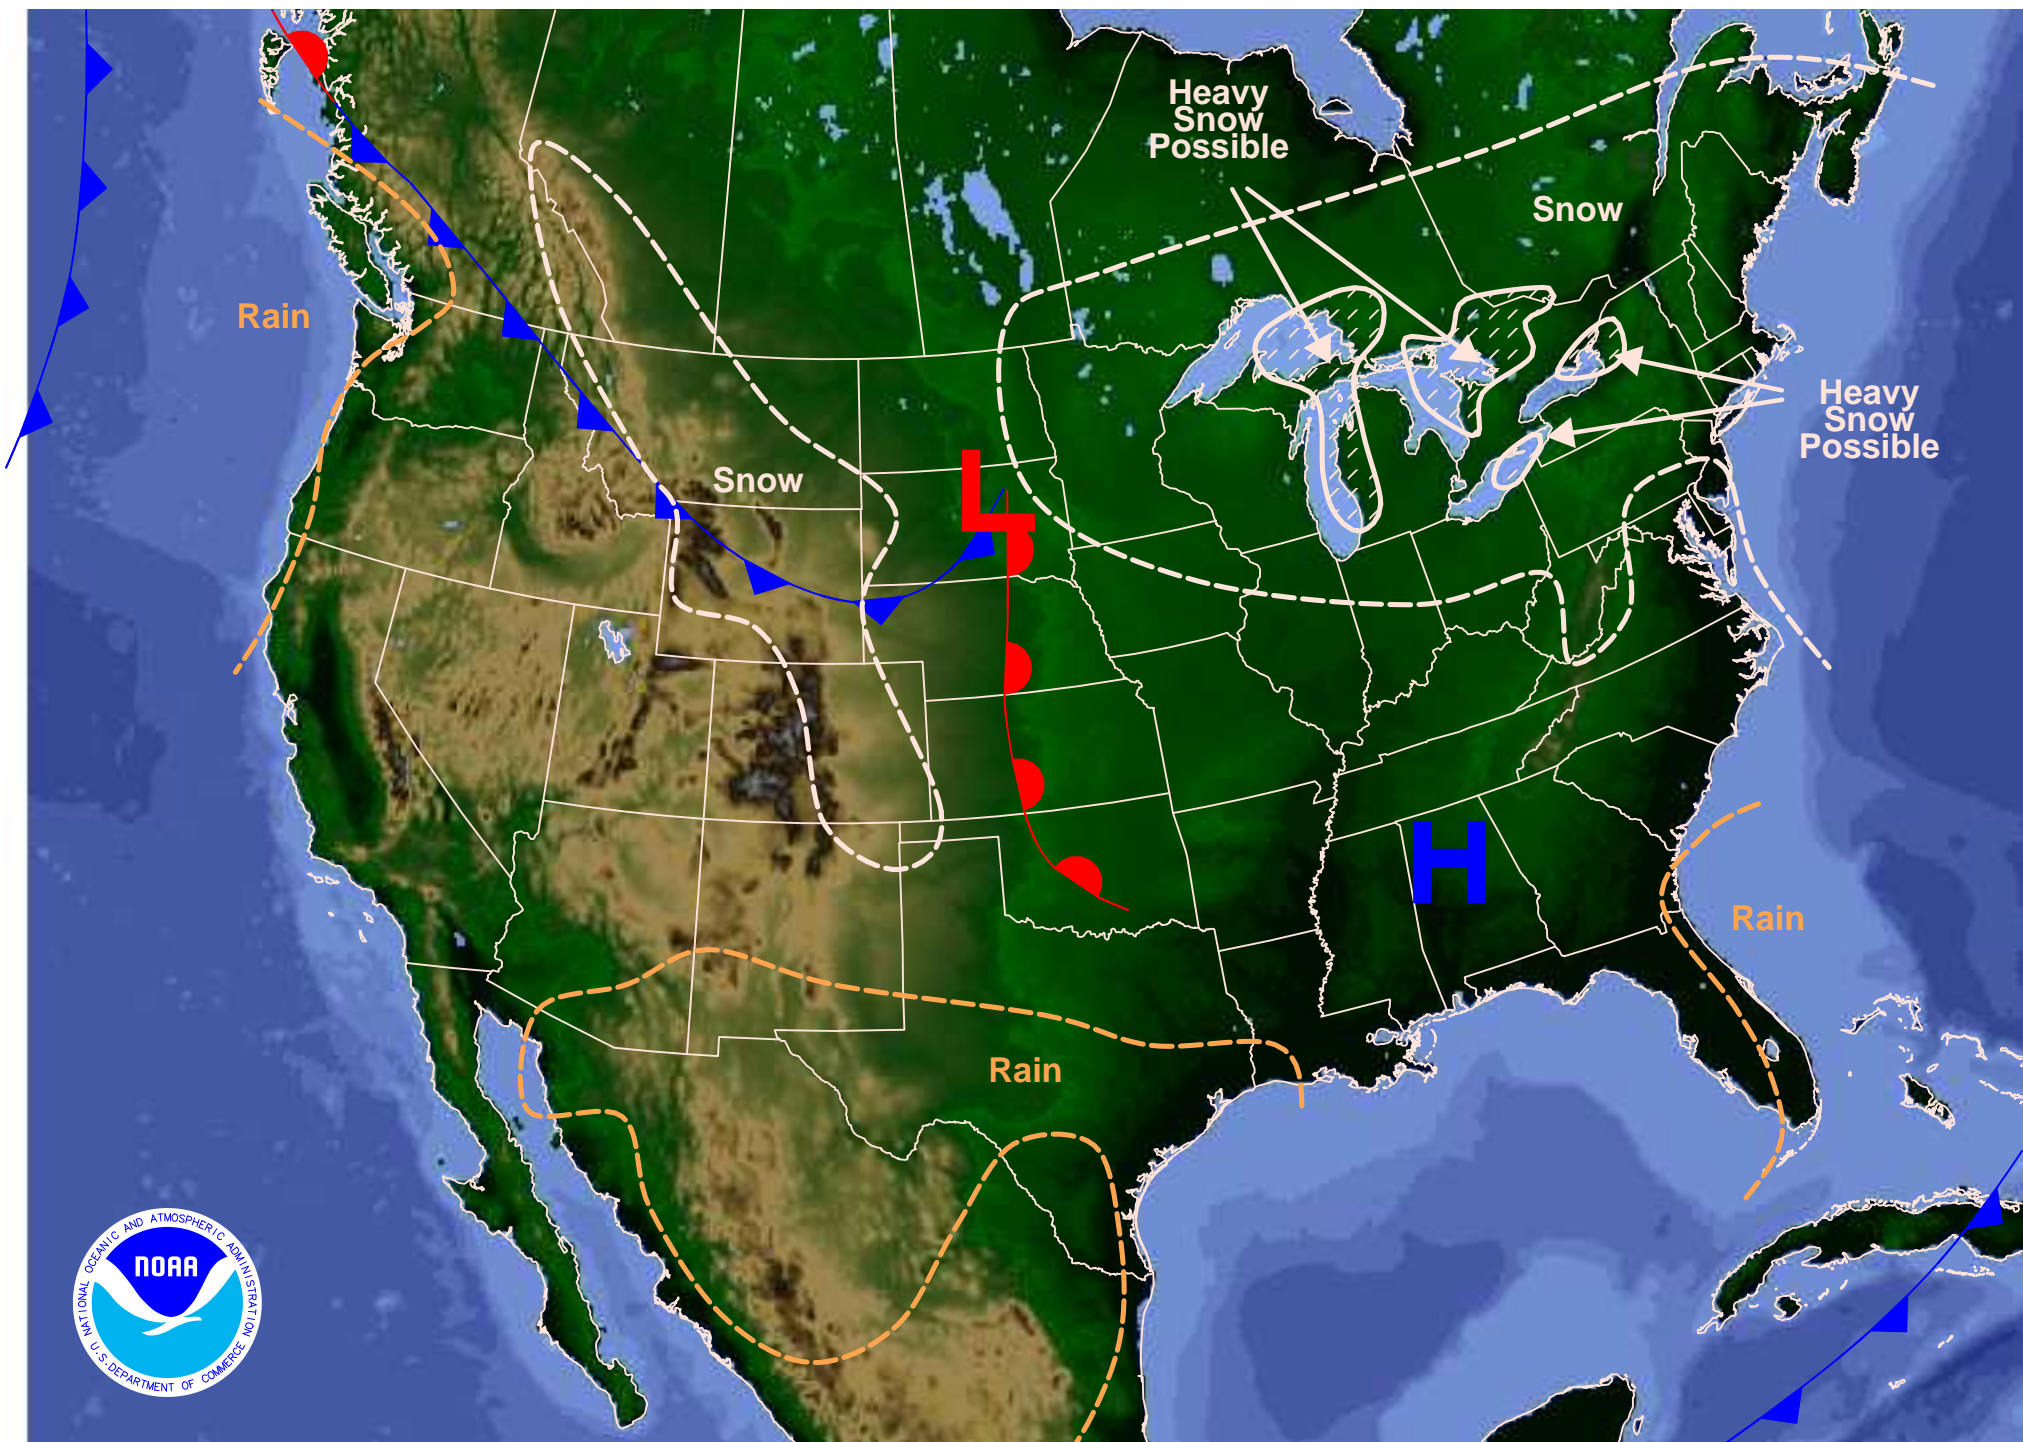 Heavy
Snow
Possible
Snow
Rain
Heavy
Snow
Possible
Snow
L
H
Rain
Rain
NATIONAL OCEANIC AND ATMOSPHERIC ADMINISTRATION
NOAA
U.S. DEPARTMENT OF COMMERCE